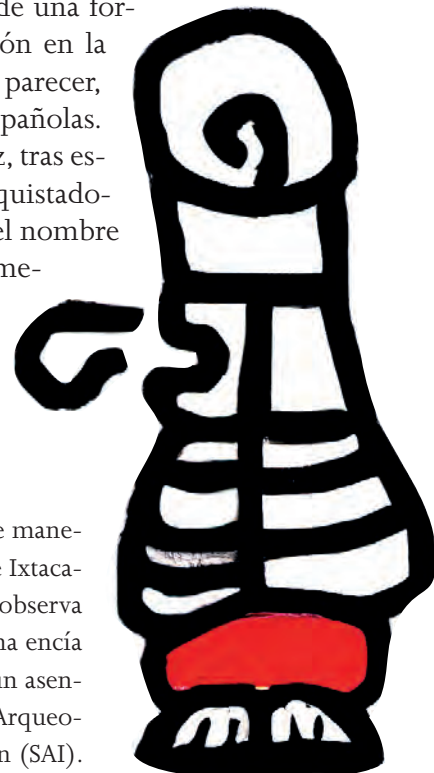 de una for-
ón en la
parecer,
pañolas.
z, tras es-
quistado-
el nombre
me-
e mane-
e Ixtaca-
observa
na encía
un asen-
Arqueo-
n (SAI).